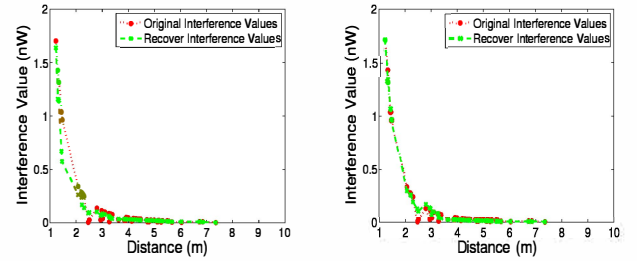 2
1.5
1
0.5
0
Interference Value (nW)
Original Interference Values
Recover Interference Values
1 2 3 4 5 6 7 8 9 10
Distance (m)
2
1.5
1
0.5
0
Interference Value (nW)
Original Interference Values
Recover Interference Values
1 2 3 4 5 6 7 8 9 10
Distance (m)